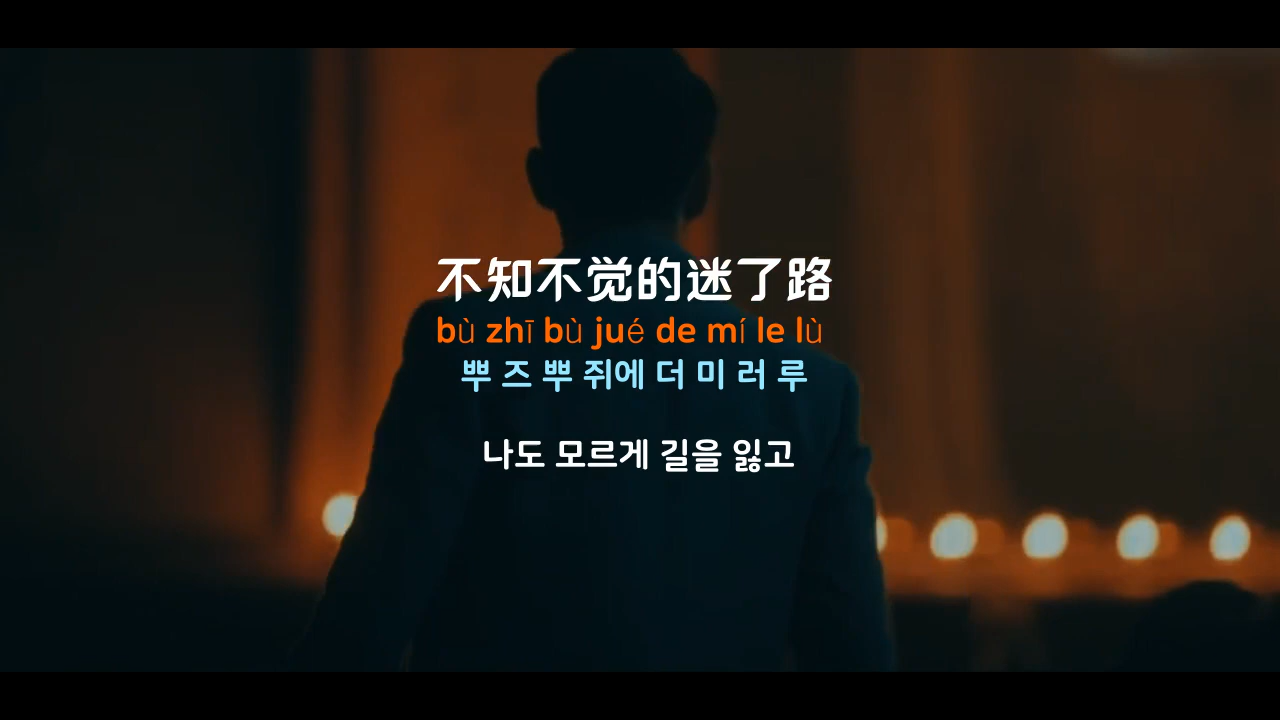 不知不觉的迷了路
bù zhī bù jué de mí le lù
뿌 즈 뿌 쥐에 더 미 러 루
나도 모르게 길을 잃고